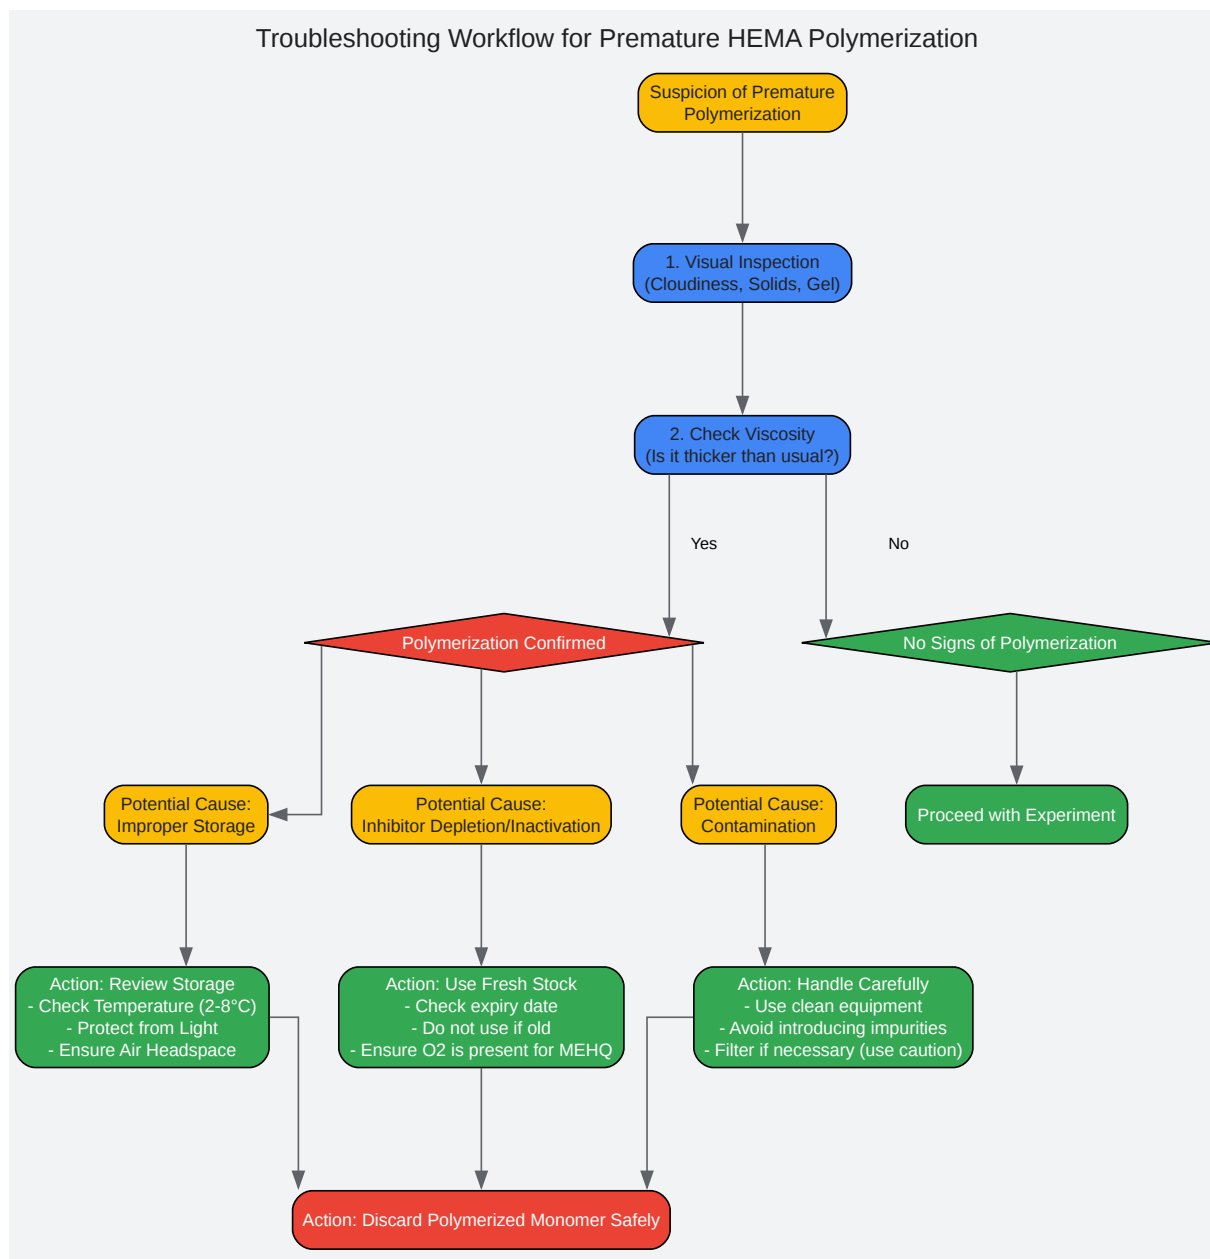 Troubleshooting Workflow for Premature HEMA Polymerization
Suspicion of Premature
Polymerization
1. Visual Inspection
(Cloudiness, Solids, Gel)
2. Check Viscosity
(Is it thicker than usual?)
Yes
No
Polymerization Confirmed
No Signs of Polymerization
Potential Cause:
Improper Storage
Potential Cause:
Inhibitor Depletion/Inactivation
Potential Cause:
Contamination
Proceed with Experiment
Action: Review Storage
- Check Temperature (2-8°C)
- Protect from Light
- Ensure Air Headspace
Action: Use Fresh Stock
- Check expiry date
- Do not use if old
- Ensure O2 is present for MEHQ
Action: Handle Carefully
- Use clean equipment
- Avoid introducing impurities
- Filter if necessary (use caution)
Action: Discard Polymerized Monomer Safely